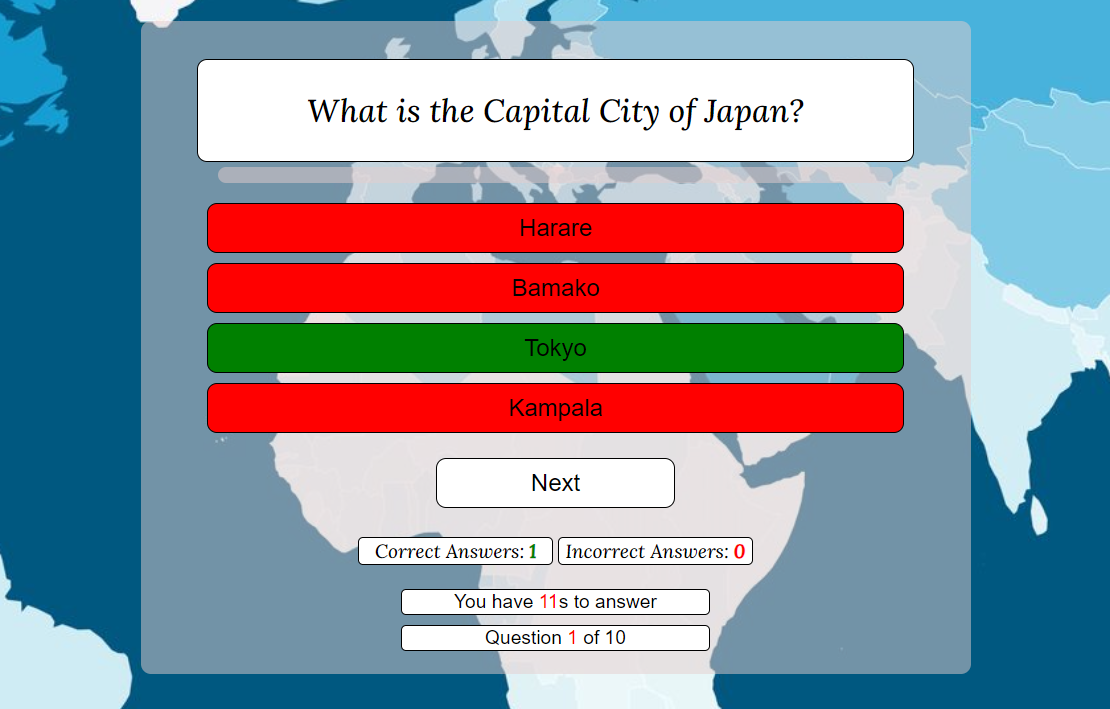 What is the Capital City of Japan?
Harare
Bamako
Tokyo
Kampala
Next
Correct Answers: 1 Incorrect Answers: 0
You have 11s to answer
Question 1 of 10